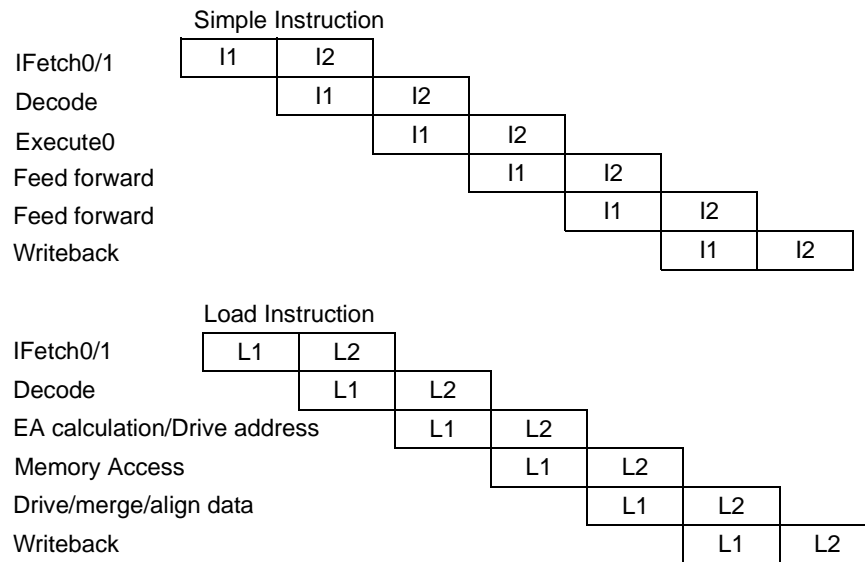 Simple Instruction
IFetch0/1 I1 I2
Decode I1 I2
Execute0 I1 I2
Feed forward I1 I2
Feed forward I1 I2
Writeback I1 I2
Load Instruction
IFetch0/1 L1 L2
Decode L1 L2
EA calculation/Drive address L1 L2
Memory Access L1 L2
Drive/merge/align data L1 L2
Writeback L1 L2